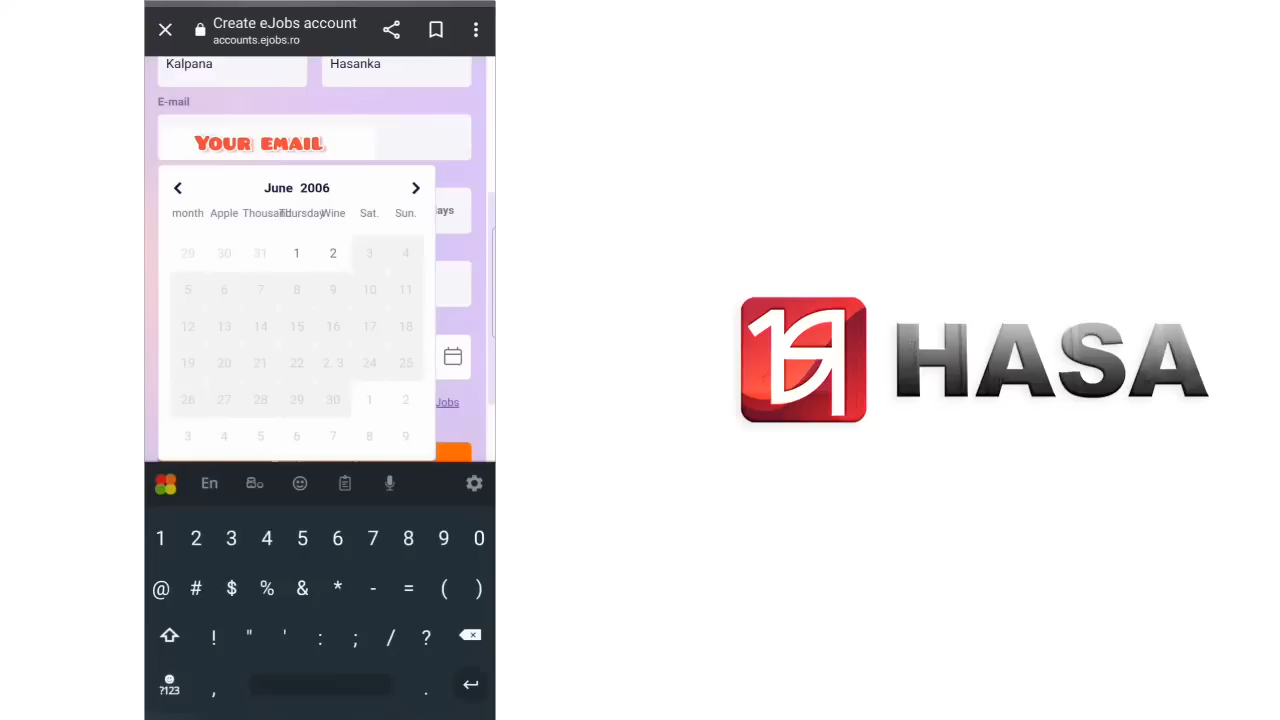 Create eJobs account
accounts.ejobs.ro
Kalpana Hasanka
E-mail
YOUR EMAIL
June 2006
month Apple Thousand Thursday Wine Sat. Sun.
29 30 31 1 2 3 4
5 6 7 8 9 10 11
12 13 14 15 16 17 18
19 20 21 22 2. 3 24 25
26 27 28 29 30 1 2
3 4 5 6 7 8 9
ays
Jobs
En
1 2 3 4 5 6 7 8 9 0
@ # $ % & * - = ( )
! " ' : ; / ?
?123 , .
HASA